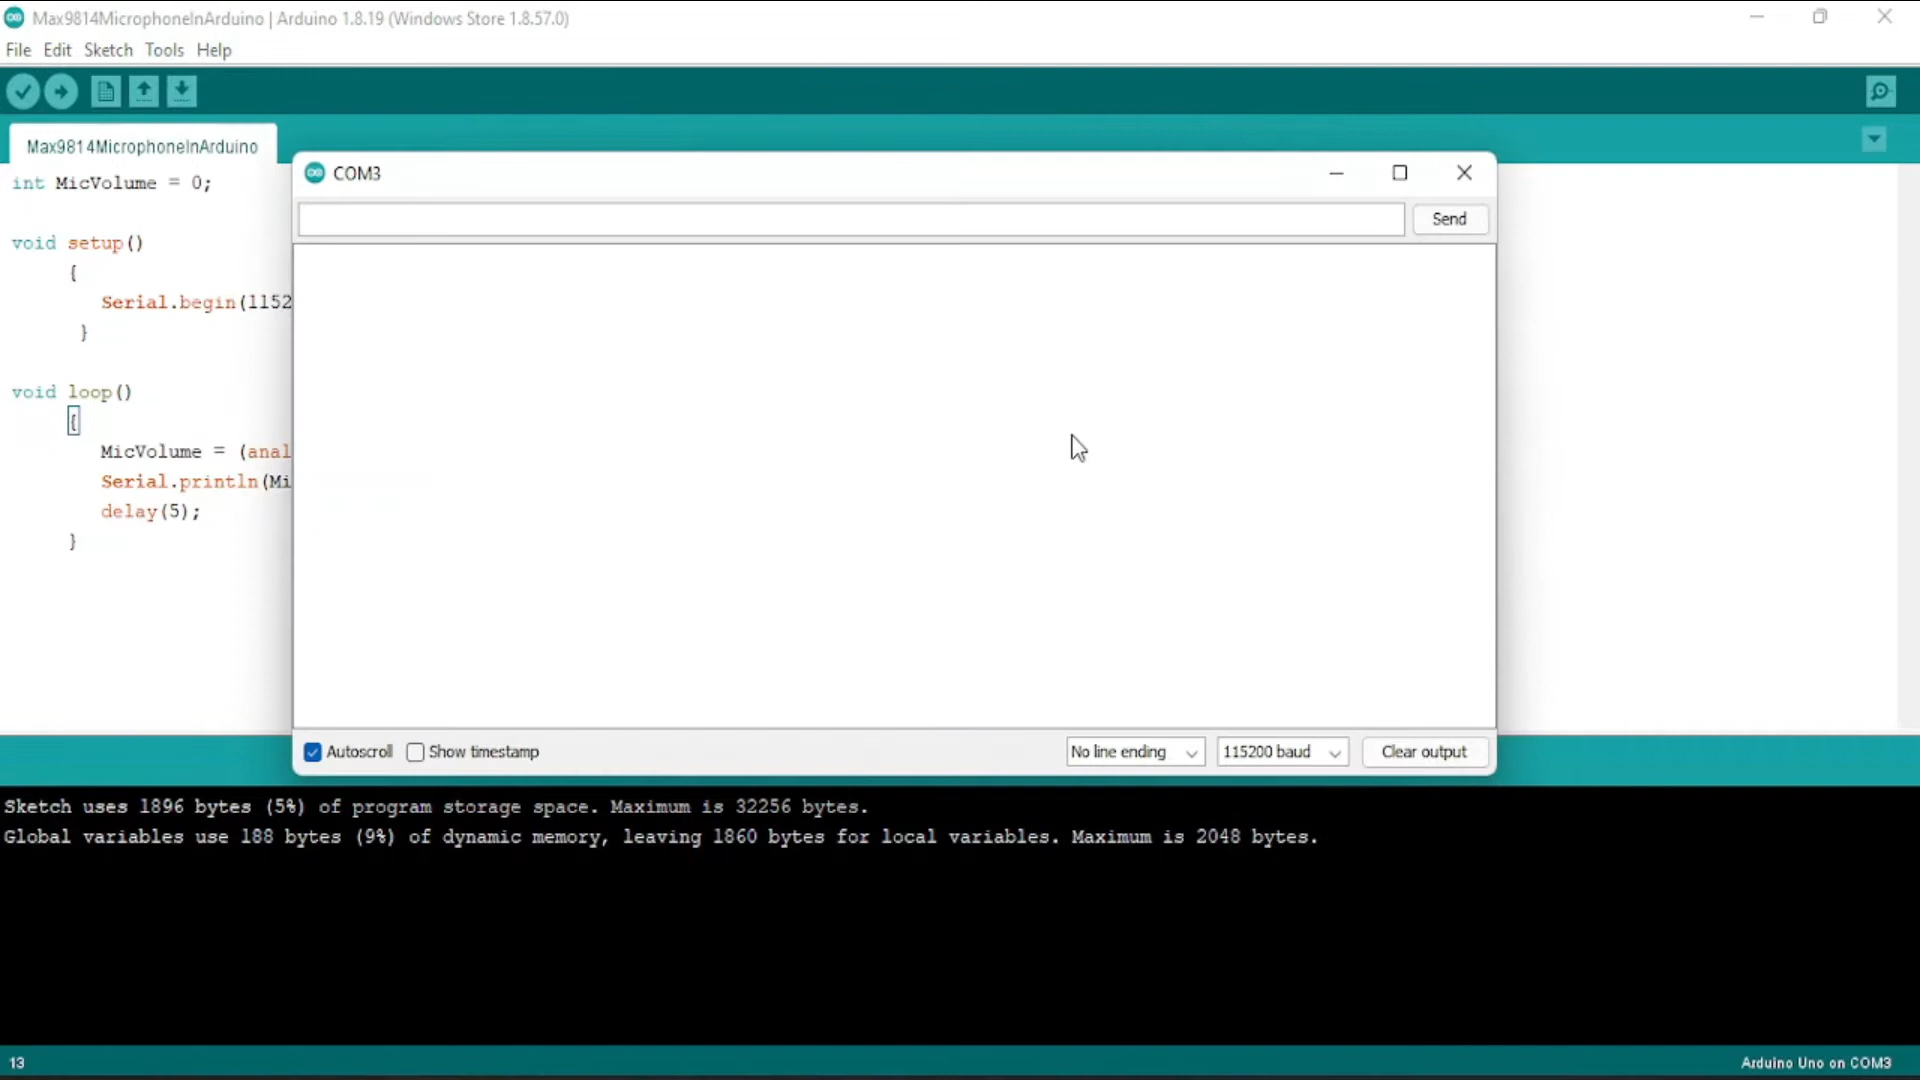 Max9814MicrophoneInArduino | Arduino 1.8.19 (Windows Store 1.8.57.0)
File Edit Sketch Tools Help
Max9814MicrophoneInArduino
int MicVolume = 0;
void setup()
{
Serial.begin(1152
}
void loop()
{
MicVolume = (anal
Serial.println(Mi
delay(5);
}
COM3
Send
Autoscroll Show timestamp No line ending 115200 baud Clear output
Sketch uses 1896 bytes (5%) of program storage space. Maximum is 32256 bytes.
Global variables use 188 bytes (9%) of dynamic memory, leaving 1860 bytes for local variables. Maximum is 2048 bytes.
13 Arduino Uno on COM3